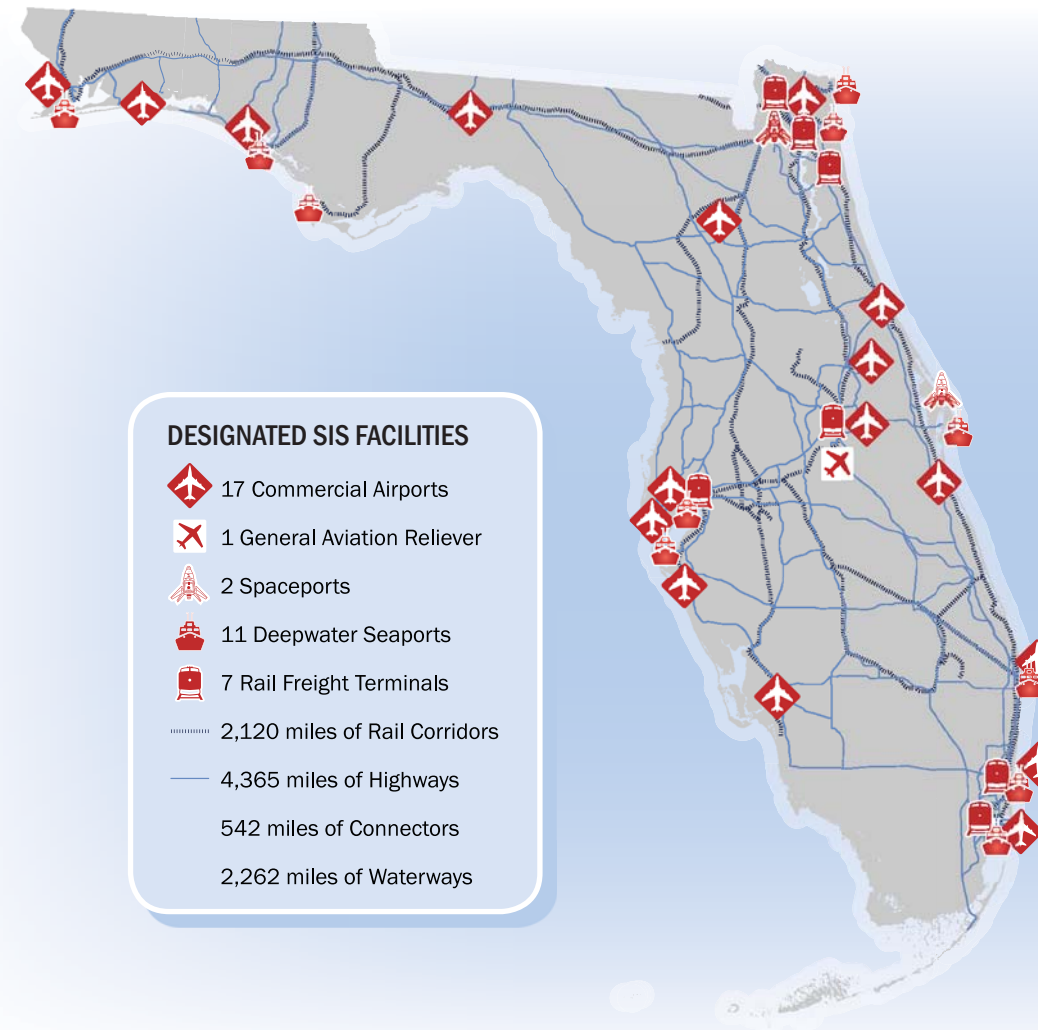 DESIGNATED SIS FACILITIES
17 Commercial Airports
1 General Aviation Reliever
2 Spaceports
11 Deepwater Seaports
7 Rail Freight Terminals
2,120 miles of Rail Corridors
4,365 miles of Highways
542 miles of Connectors
2,262 miles of Waterways